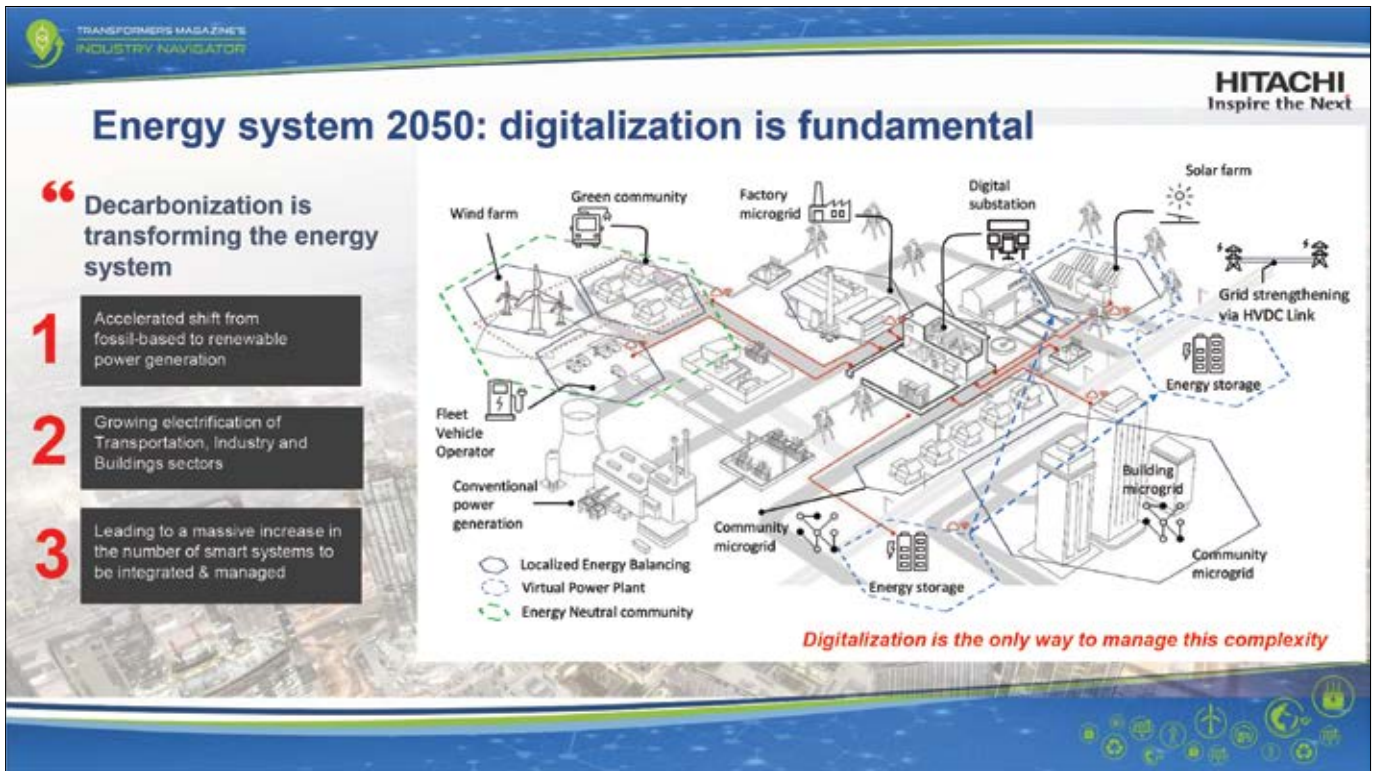 TRANSFORMERS MAGAZINE'S
INDUSTRY NAVIGATOR
HITACHI
Inspire the Next
Energy system 2050: digitalization is fundamental
“ Decarbonization is
transforming the energy
system
1
Accelerated shift from
fossil-based to renewable
power generation
2
Growing electrification of
Transportation, Industry and
Buildings sectors
3
Leading to a massive increase in
the number of smart systems to
be integrated & managed
Wind farm
Green community
Factory
microgrid
Digital
substation
Solar farm
Grid strengthening
via HVDC Link
Energy storage
Fleet
Vehicle
Operator
Conventional
power
generation
Community
microgrid
Building
microgrid
Community
microgrid
Energy storage
Localized Energy Balancing
Virtual Power Plant
Energy Neutral community
Digitalization is the only way to manage this complexity